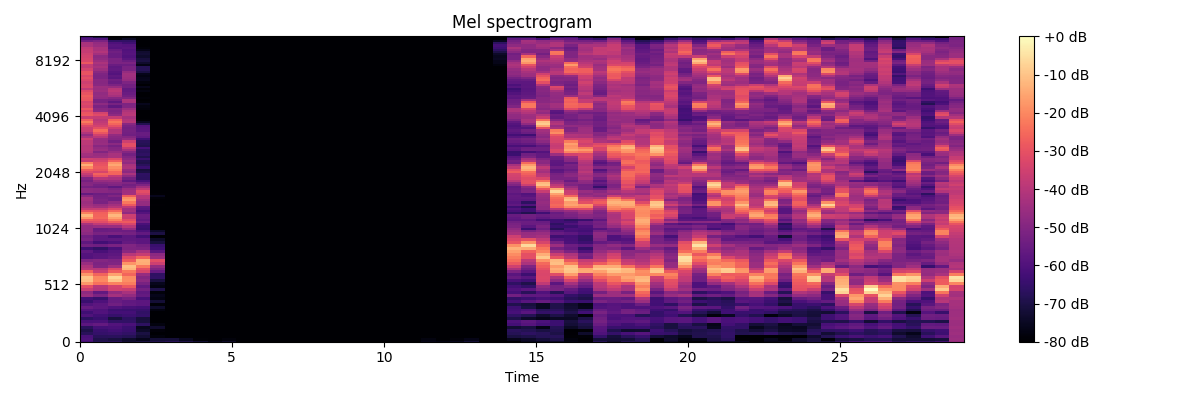 Mel spectrogram
8192
4096
2048
1024
512
0
Hz
0 5 10 15 20 25
Time
+0 dB
-10 dB
-20 dB
-30 dB
-40 dB
-50 dB
-60 dB
-70 dB
-80 dB